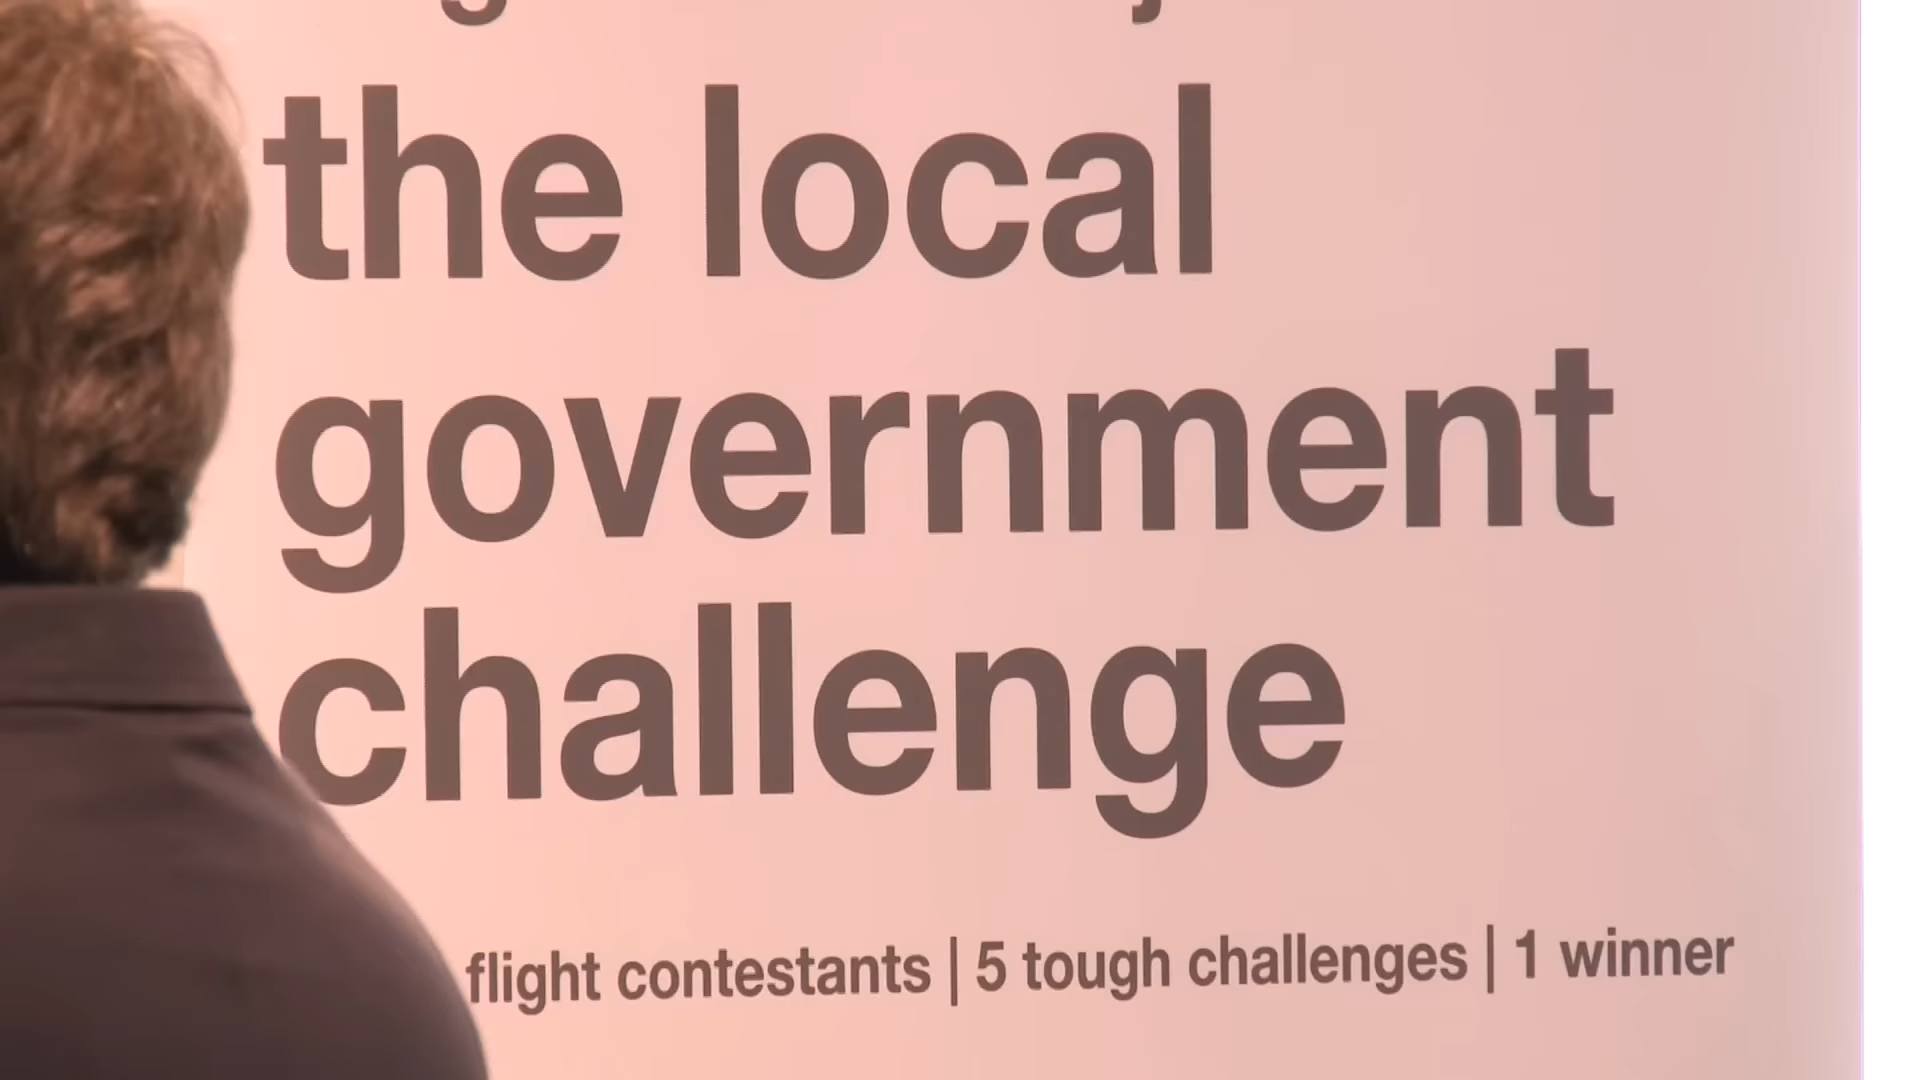 the local
government
challenge
flight contestants | 5 tough challenges | 1 winner